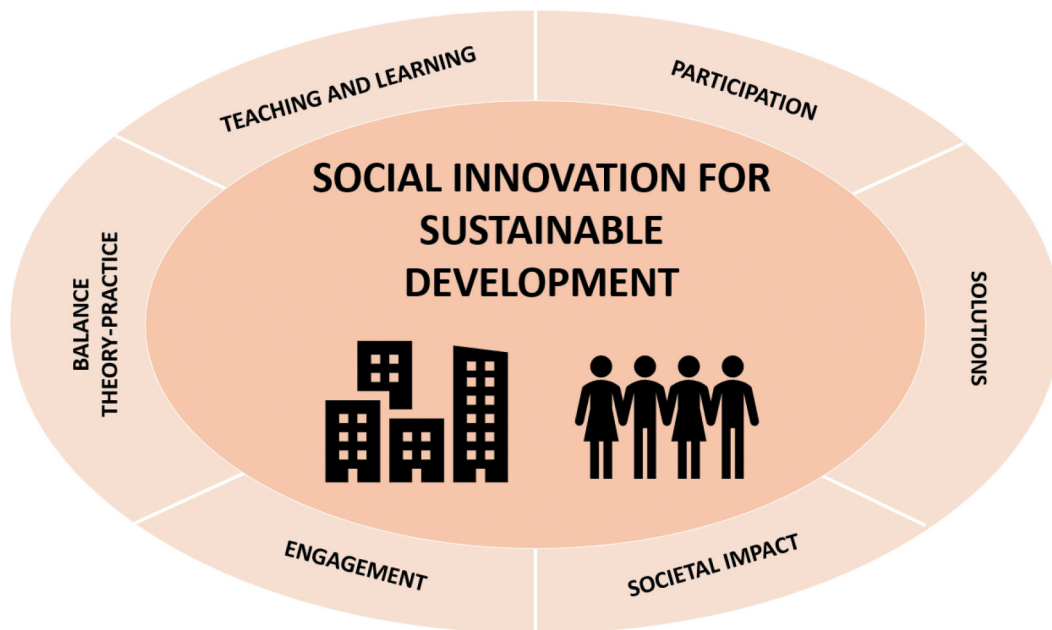 TEACHING AND LEARNING
PARTICIPATION
SOCIAL INNOVATION FOR
SUSTAINABLE
DEVELOPMENT
BALANCE
THEORY-PRACTICE
SOLUTIONS
ENGAGEMENT
SOCIETAL IMPACT